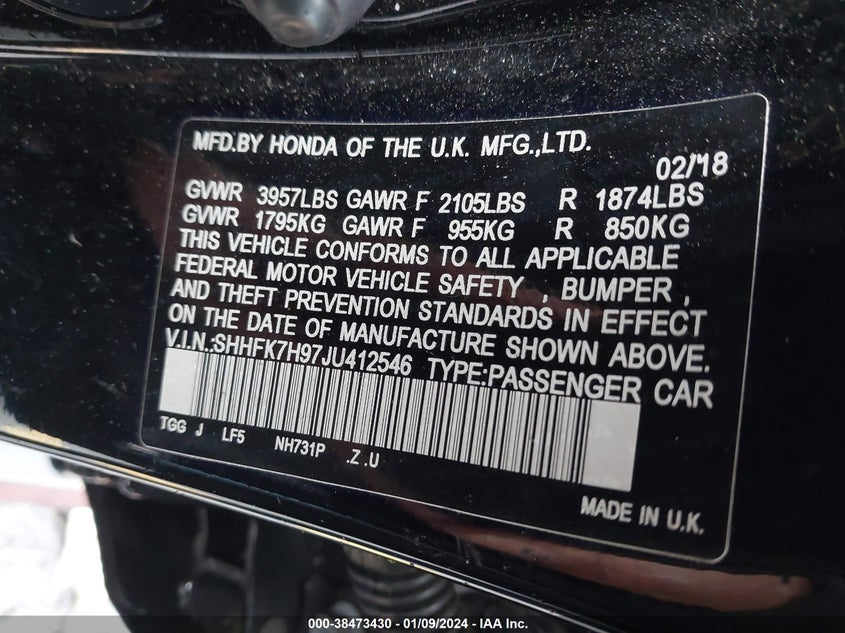 MFD.BY HONDA OF THE U.K. MFG.,LTD.
02/18
GVWR 3957LBS GAWR F 2105LBS R 1874LBS
GVWR 1795KG GAWR F 955KG R 850KG
THIS VEHICLE CONFORMS TO ALL APPLICABLE
FEDERAL MOTOR VEHICLE SAFETY , BUMPER ,
AND THEFT PREVENTION STANDARDS IN EFFECT
ON THE DATE OF MANUFACTURE SHOWN ABOVE.
V.I.N.:SHHFK7H97JU412546 TYPE:PASSENGER CAR
TGG J LF5 NH731P .Z .U
MADE IN U.K.
000-38473430 - 01/09/2024 - IAA Inc.